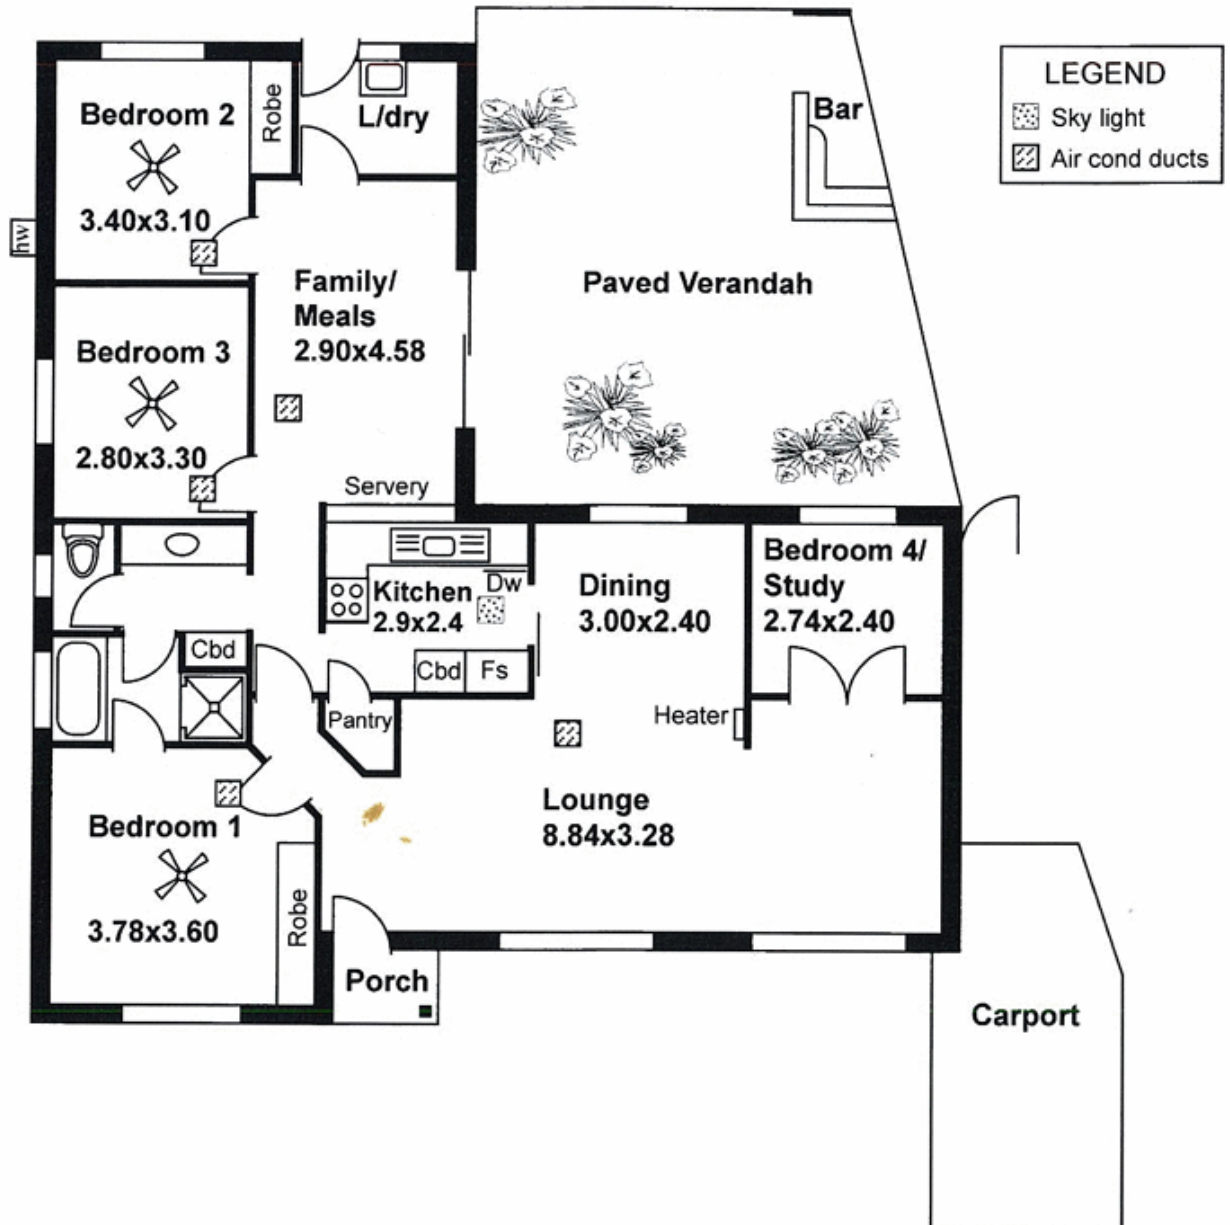 LEGEND
Sky light
Air cond ducts
Bedroom 2
3.40x3.10
Robe
L/dry
Bar
hw
Family/
Meals
2.90x4.58
Paved Verandah
Bedroom 3
2.80x3.30
Servery
Kitchen
2.9x2.4
Dw
Dining
3.00x2.40
Bedroom 4/
Study
2.74x2.40
Cbd
Cbd
Fs
Pantry
Heater
Lounge
8.84x3.28
Bedroom 1
3.78x3.60
Robe
Porch
Carport